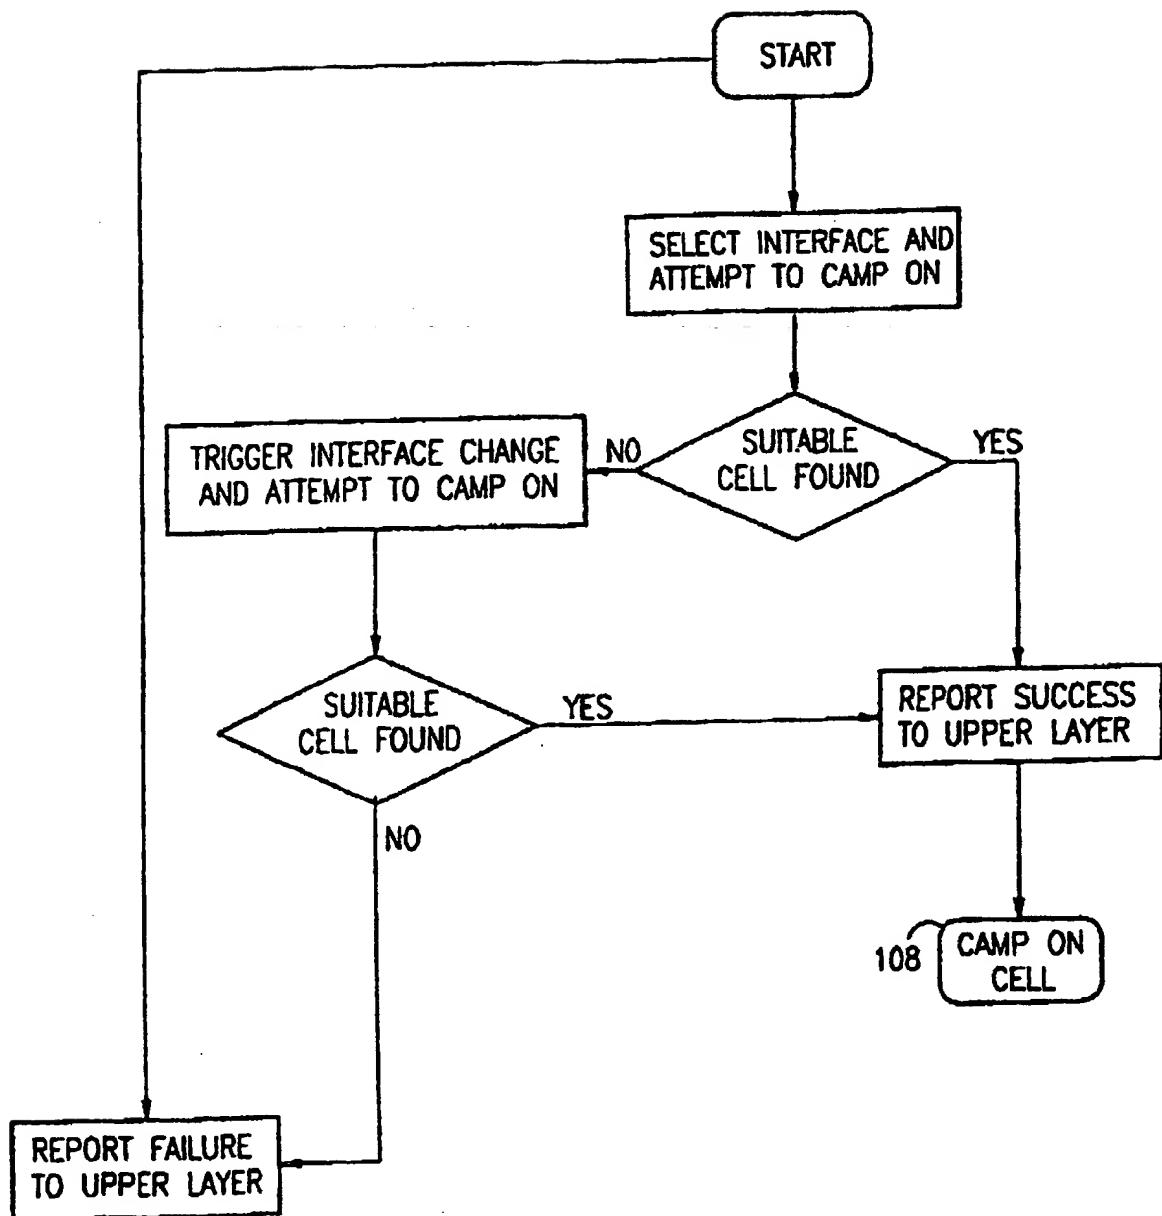 START
SELECT INTERFACE AND
ATTEMPT TO CAMP ON
SUITABLE
CELL FOUND
YES
NO
TRIGGER INTERFACE CHANGE
AND ATTEMPT TO CAMP ON
SUITABLE
CELL FOUND
YES
NO
REPORT SUCCESS
TO UPPER LAYER
108
CAMP ON
CELL
REPORT FAILURE
TO UPPER LAYER